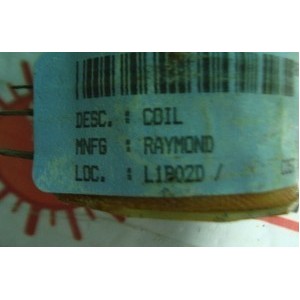 DESC. : COIL
MNFG : RAYMOND
LOC. : L1B02D /